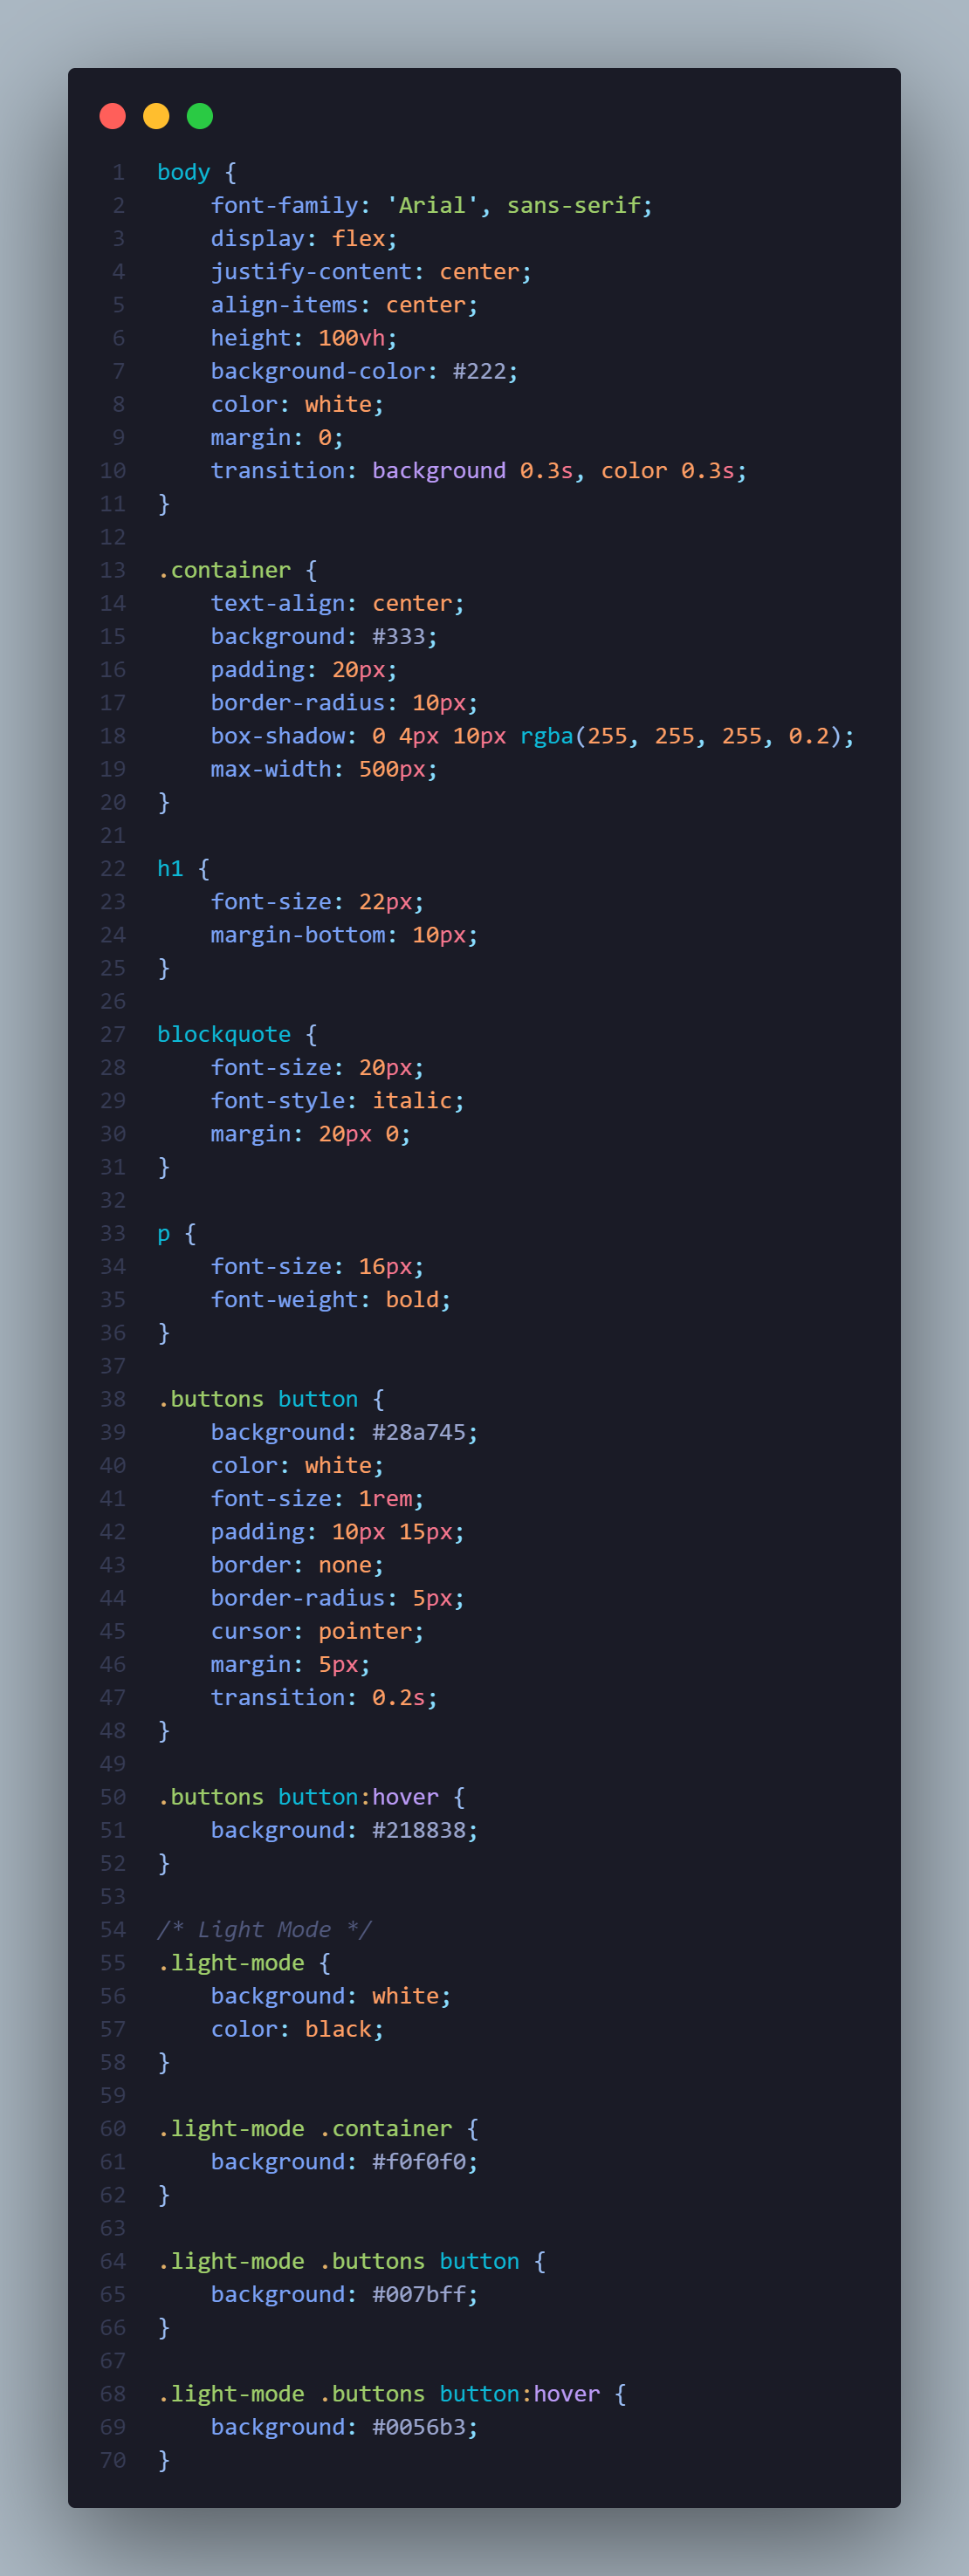 1 body {
2     font-family: 'Arial', sans-serif;
3     display: flex;
4     justify-content: center;
5     align-items: center;
6     height: 100vh;
7     background-color: #222;
8     color: white;
9     margin: 0;
10     transition: background 0.3s, color 0.3s;
11 }
12
13 .container {
14     text-align: center;
15     background: #333;
16     padding: 20px;
17     border-radius: 10px;
18     box-shadow: 0 4px 10px rgba(255, 255, 255, 0.2);
19     max-width: 500px;
20 }
21
22 h1 {
23     font-size: 22px;
24     margin-bottom: 10px;
25 }
26
27 blockquote {
28     font-size: 20px;
29     font-style: italic;
30     margin: 20px 0;
31 }
32
33 p {
34     font-size: 16px;
35     font-weight: bold;
36 }
37
38 .buttons button {
39     background: #28a745;
40     color: white;
41     font-size: 1rem;
42     padding: 10px 15px;
43     border: none;
44     border-radius: 5px;
45     cursor: pointer;
46     margin: 5px;
47     transition: 0.2s;
48 }
49
50 .buttons button:hover {
51     background: #218838;
52 }
53
54 /* Light Mode */
55 .light-mode {
56     background: white;
57     color: black;
58 }
59
60 .light-mode .container {
61     background: #f0f0f0;
62 }
63
64 .light-mode .buttons button {
65     background: #007bff;
66 }
67
68 .light-mode .buttons button:hover {
69     background: #0056b3;
70 }